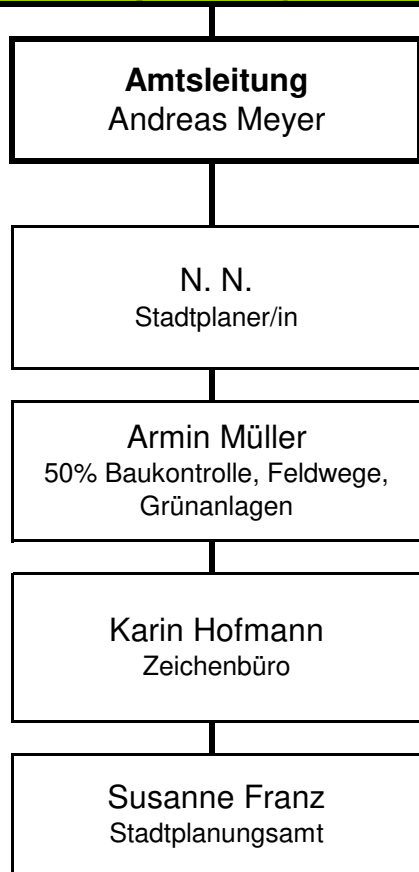 Amtsleitung
Andreas Meyer
N. N.
Stadtplaner/in
Armin Müller
50% Baukontrolle, Feldwege,
Grünanlagen
Karin Hofmann
Zeichenbüro
Susanne Franz
Stadtplanungsamt